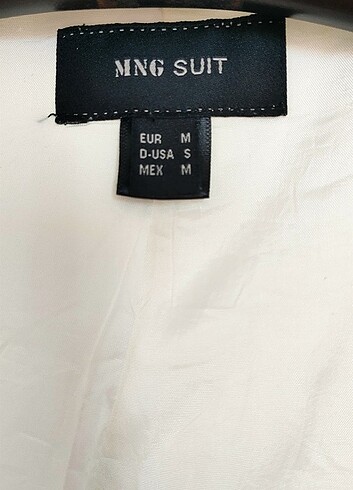 MNG SUIT
EUR M
D-USA S
MEX M